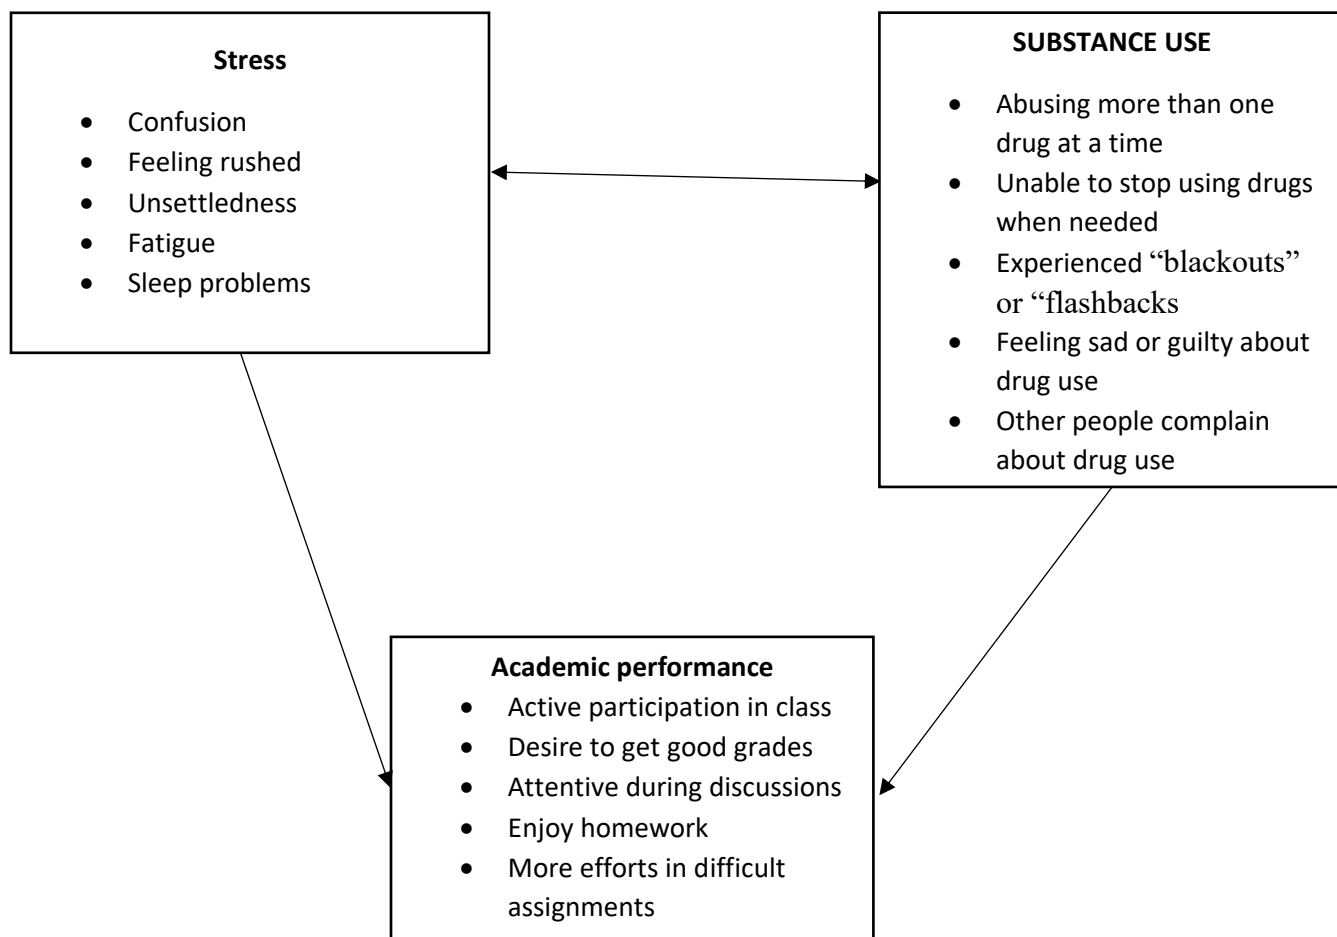 Stress
• Confusion
• Feeling rushed
• Unsettledness
• Fatigue
• Sleep problems
SUBSTANCE USE
• Abusing more than one
drug at a time
• Unable to stop using drugs
when needed
• Experienced “blackouts”
or “flashbacks
• Feeling sad or guilty about
drug use
• Other people complain
about drug use
Academic performance
• Active participation in class
• Desire to get good grades
• Attentive during discussions
• Enjoy homework
• More efforts in difficult
assignments